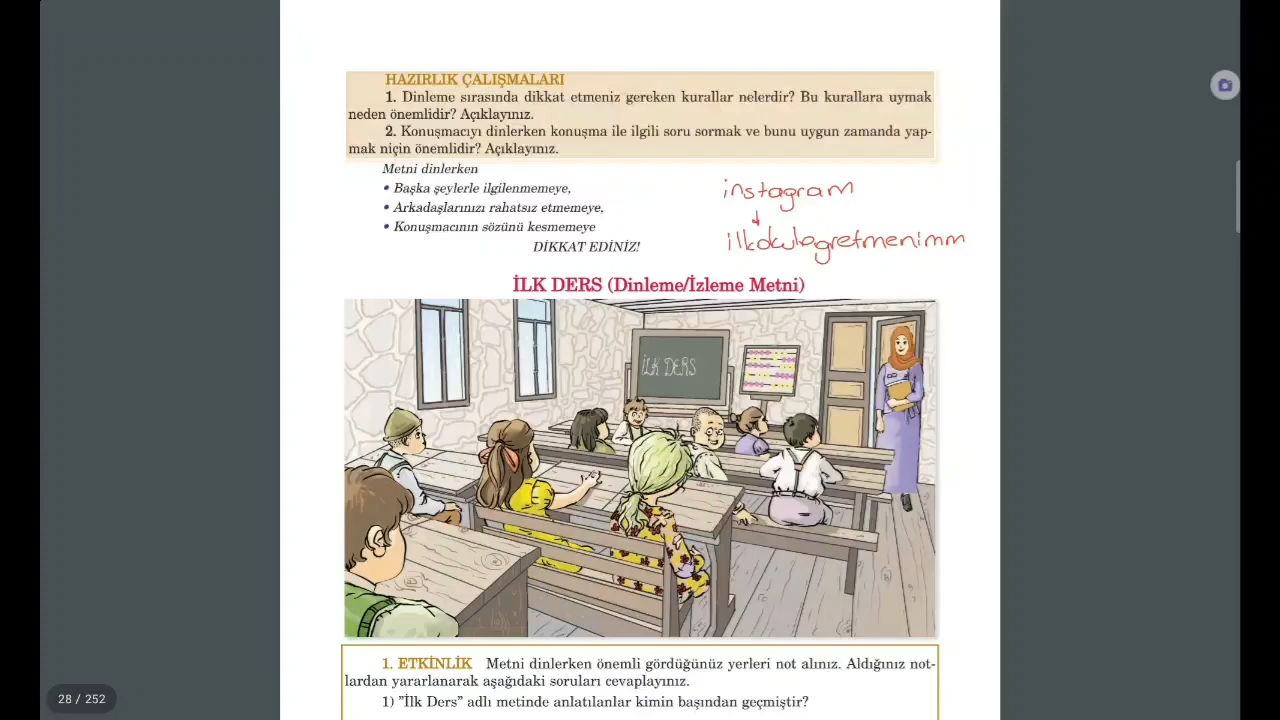 HAZIRLIK ÇALIŞMALARI
1. Dinleme sırasında dikkat etmeniz gereken kurallar nelerdir? Bu kurallara uymak
neden önemlidir? Açıklayınız.
2. Konuşmacıyı dinlerken konuşma ile ilgili soru sormak ve bunu uygun zamanda yap-
mak niçin önemlidir? Açıklayınız.
Metni dinlerken
• Başka şeylerle ilgilenmemeye,
• Arkadaşlarınızı rahatsız etmemeye,
• Konuşmacının sözünü kesmemeye
DİKKAT EDİNİZ!
instagram
ilkokulogretmenimm
İLK DERS (Dinleme/İzleme Metni)
İLK DERS
1. ETKİNLİK Metni dinlerken önemli gördüğünüz yerleri not alınız. Aldığınız not-
lardan yararlanarak aşağıdaki soruları cevaplayınız.
1) ”İlk Ders” adlı metinde anlatılanlar kimin başından geçmiştir?
28 / 252